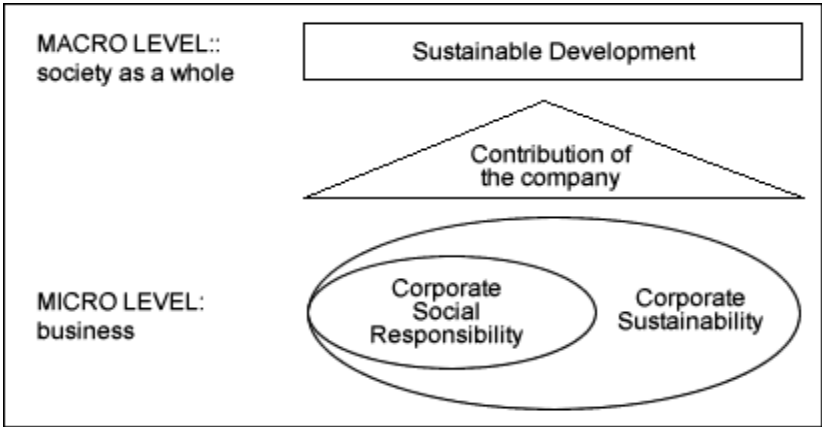 MACRO LEVEL::
society as a whole
Sustainable Development
Contribution of
the company
MICRO LEVEL:
business
Corporate
Social
Responsibility
Corporate
Sustainability